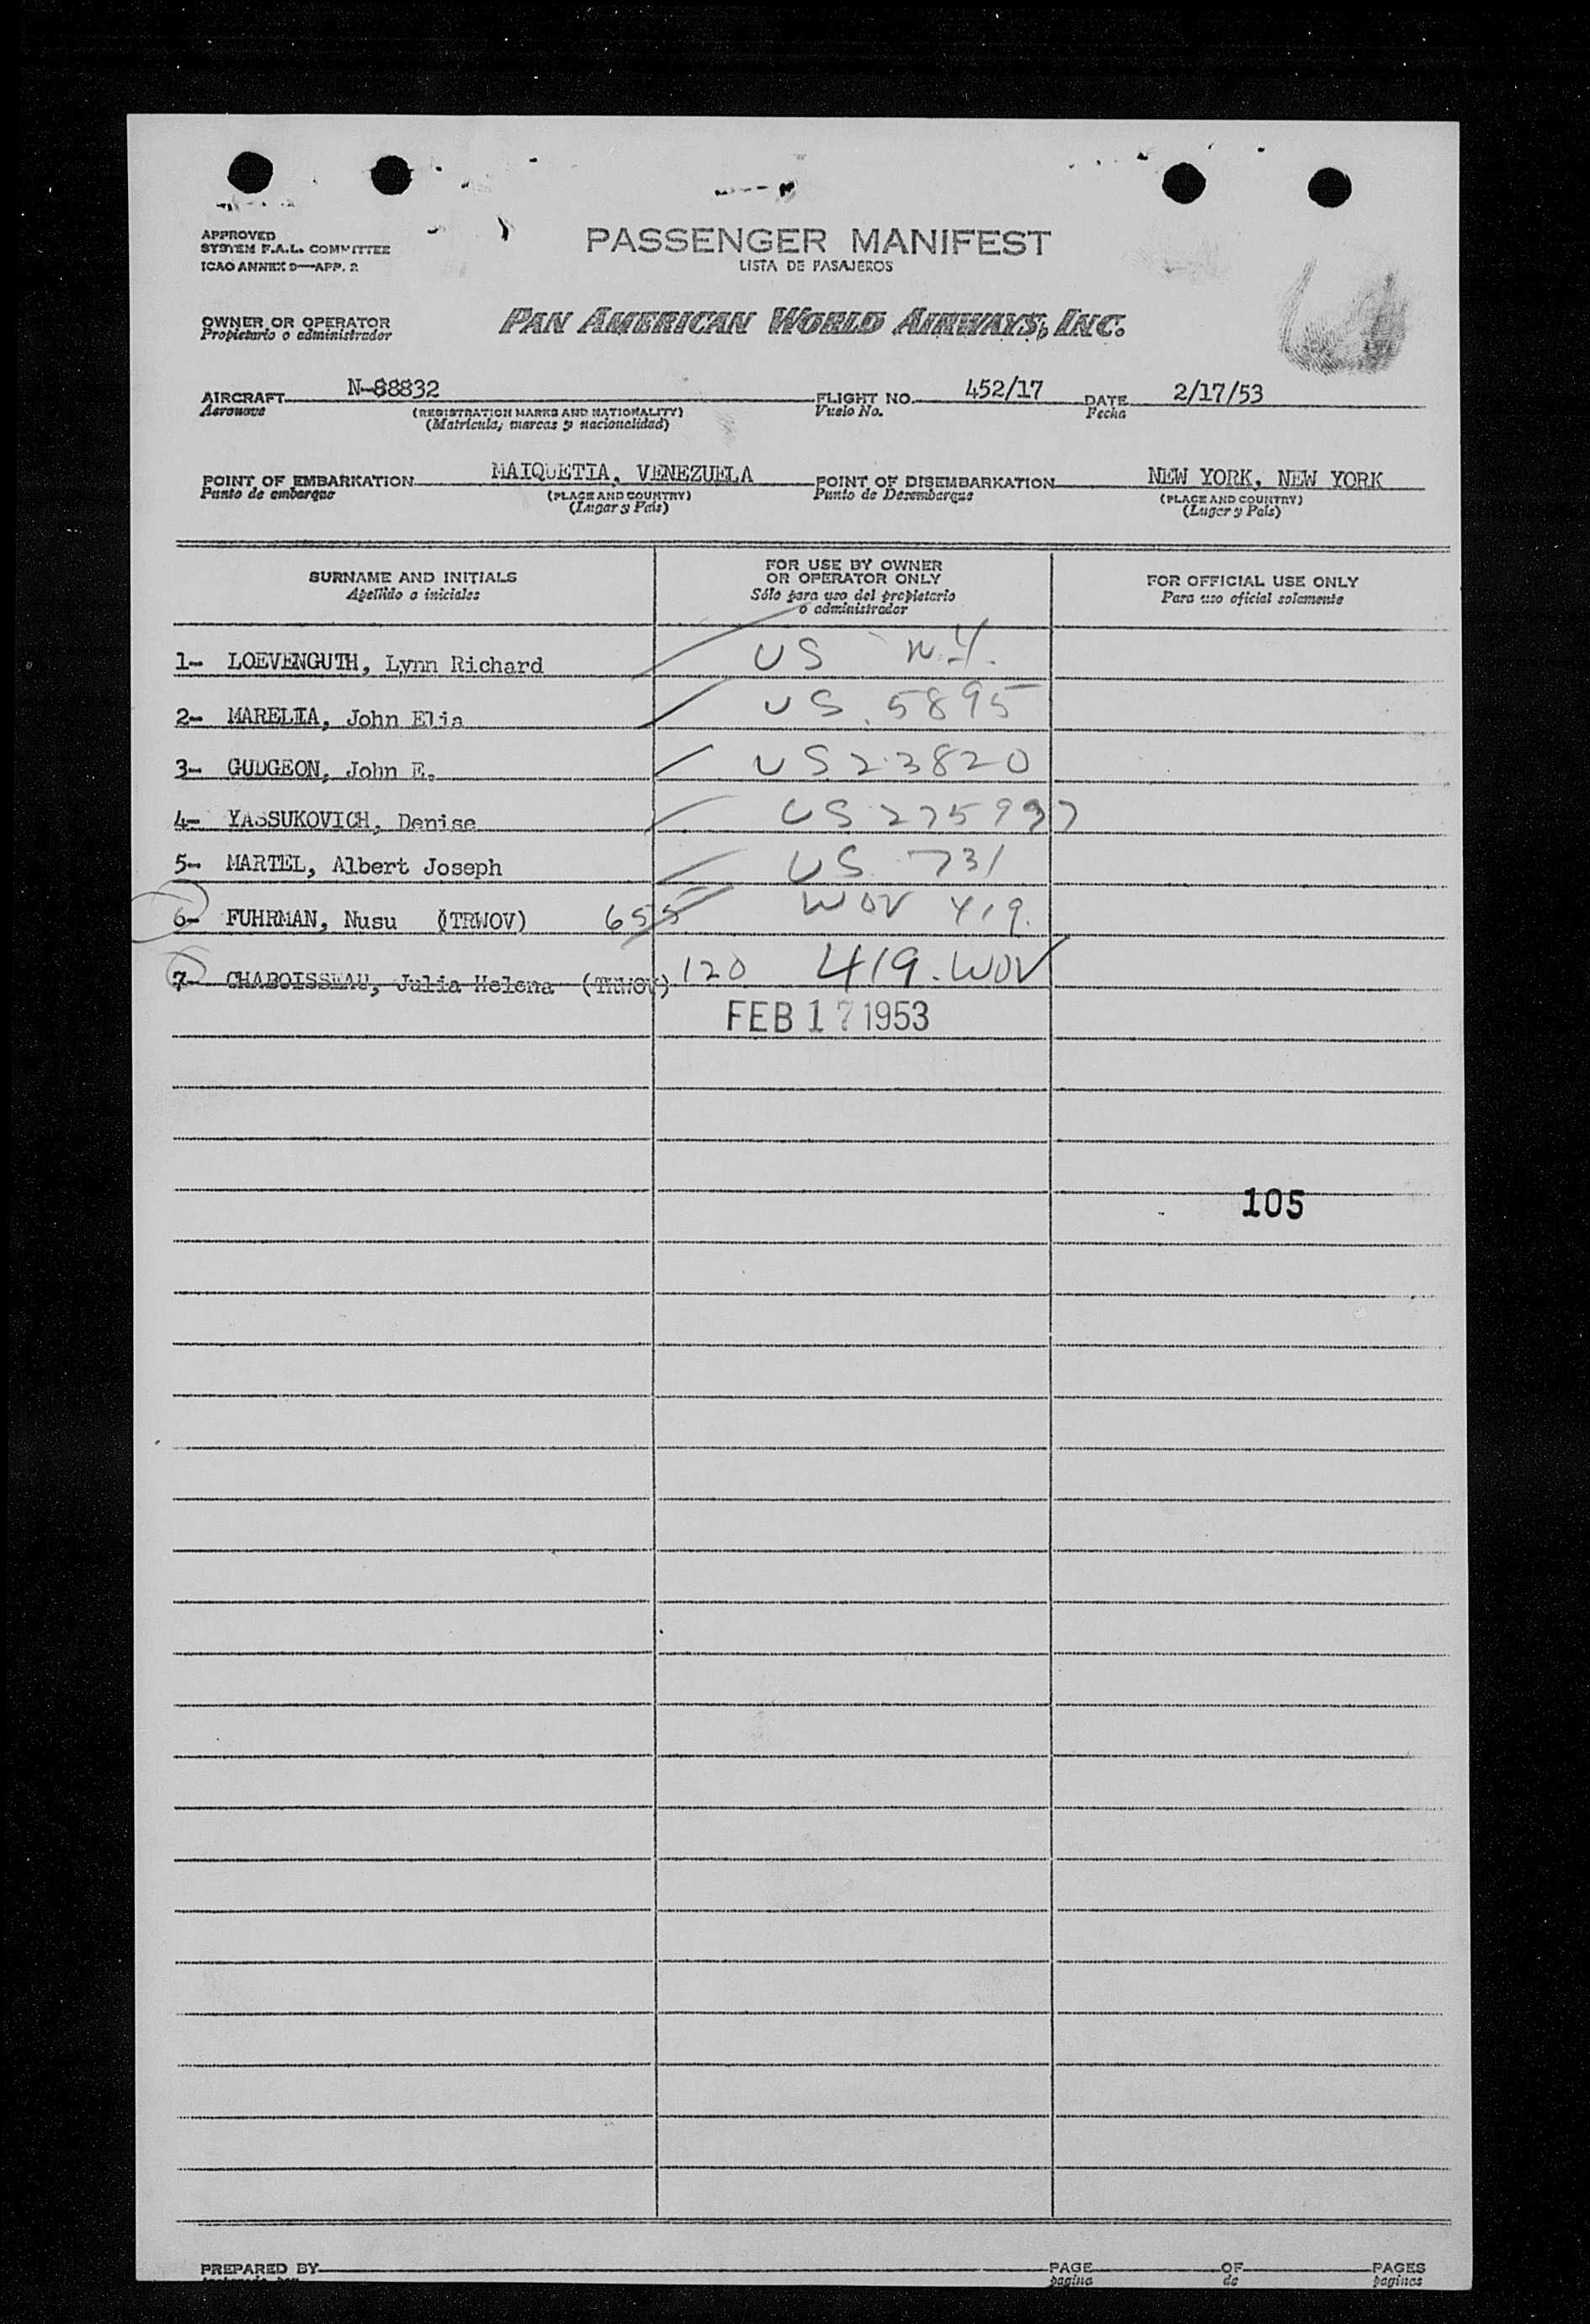 APPROVED
SYSTEM F.A.L. COMMITTEE
ICAO ANNEX 9—APP. 2
PASSENGER MANIFEST
LISTA DE PASAJEROS
OWNER OR OPERATOR
Propietario o administrador
PAN AMERICAN WORLD AIRWAYS, INC.
AIRCRAFT N-88832 FLIGHT NO. 452/17 DATE 2/17/53
Aeronave (REGISTRATION MARKS AND NATIONALITY) Vuelo No. Fecha
(Matricula, marcas y nacionalidad)
POINT OF EMBARKATION MAIQUETIA, VENEZUELA POINT OF DISEMBARKATION NEW YORK, NEW YORK
Punto de embarque (PLACE AND COUNTRY) Punto de Desembarque (PLACE AND COUNTRY)
(Lugar y País) (Lugar y País)
SURNAME AND INITIALS
Apellido o iniciales
FOR USE BY OWNER
OR OPERATOR ONLY
Sólo para uso del propietario
o administrador
FOR OFFICIAL USE ONLY
Para uso oficial solamente
1- LOEVENGUTH, Lynn Richard US N.Y.
2- MARELIA, John Elia US 5895
3- GUDGEON, John E. US 23820
4- YASSUKOVICH, Denise US
5- MARTEL, Albert Joseph US 731
6- FUHRMAN, Nusu (TRWOV) 655 WOV 419.
7- CHABOISSEAU, Julia Helena (TRWOV) 120 419. WOV
FEB 17 1953
105
PREPARED BY PAGE OF PAGES
pagina de paginas